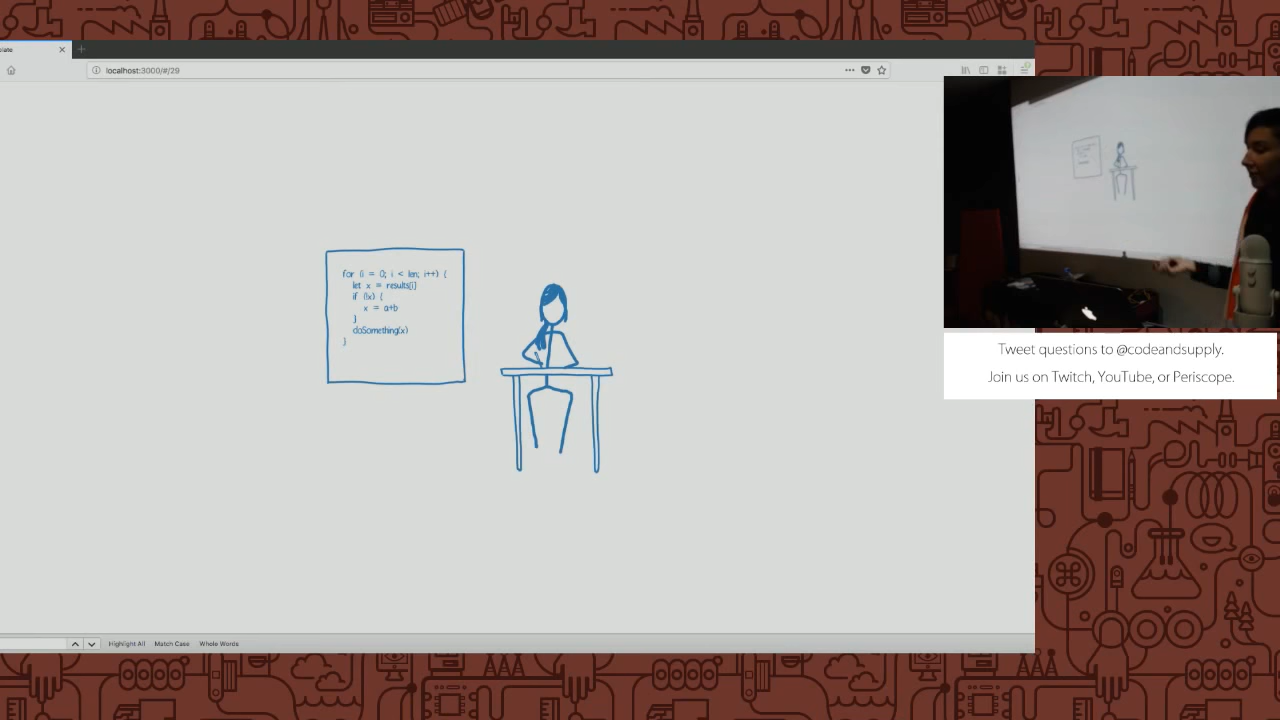 plate
localhost:3000/#/29
for (i = 0; i < len; i++) {
let x = results[i]
if (!x) {
x = a+b
}
doSomething(x)
}
Tweet questions to @codeandsupply.
Join us on Twitch, YouTube, or Periscope.
Highlight All Match Case Whole Words